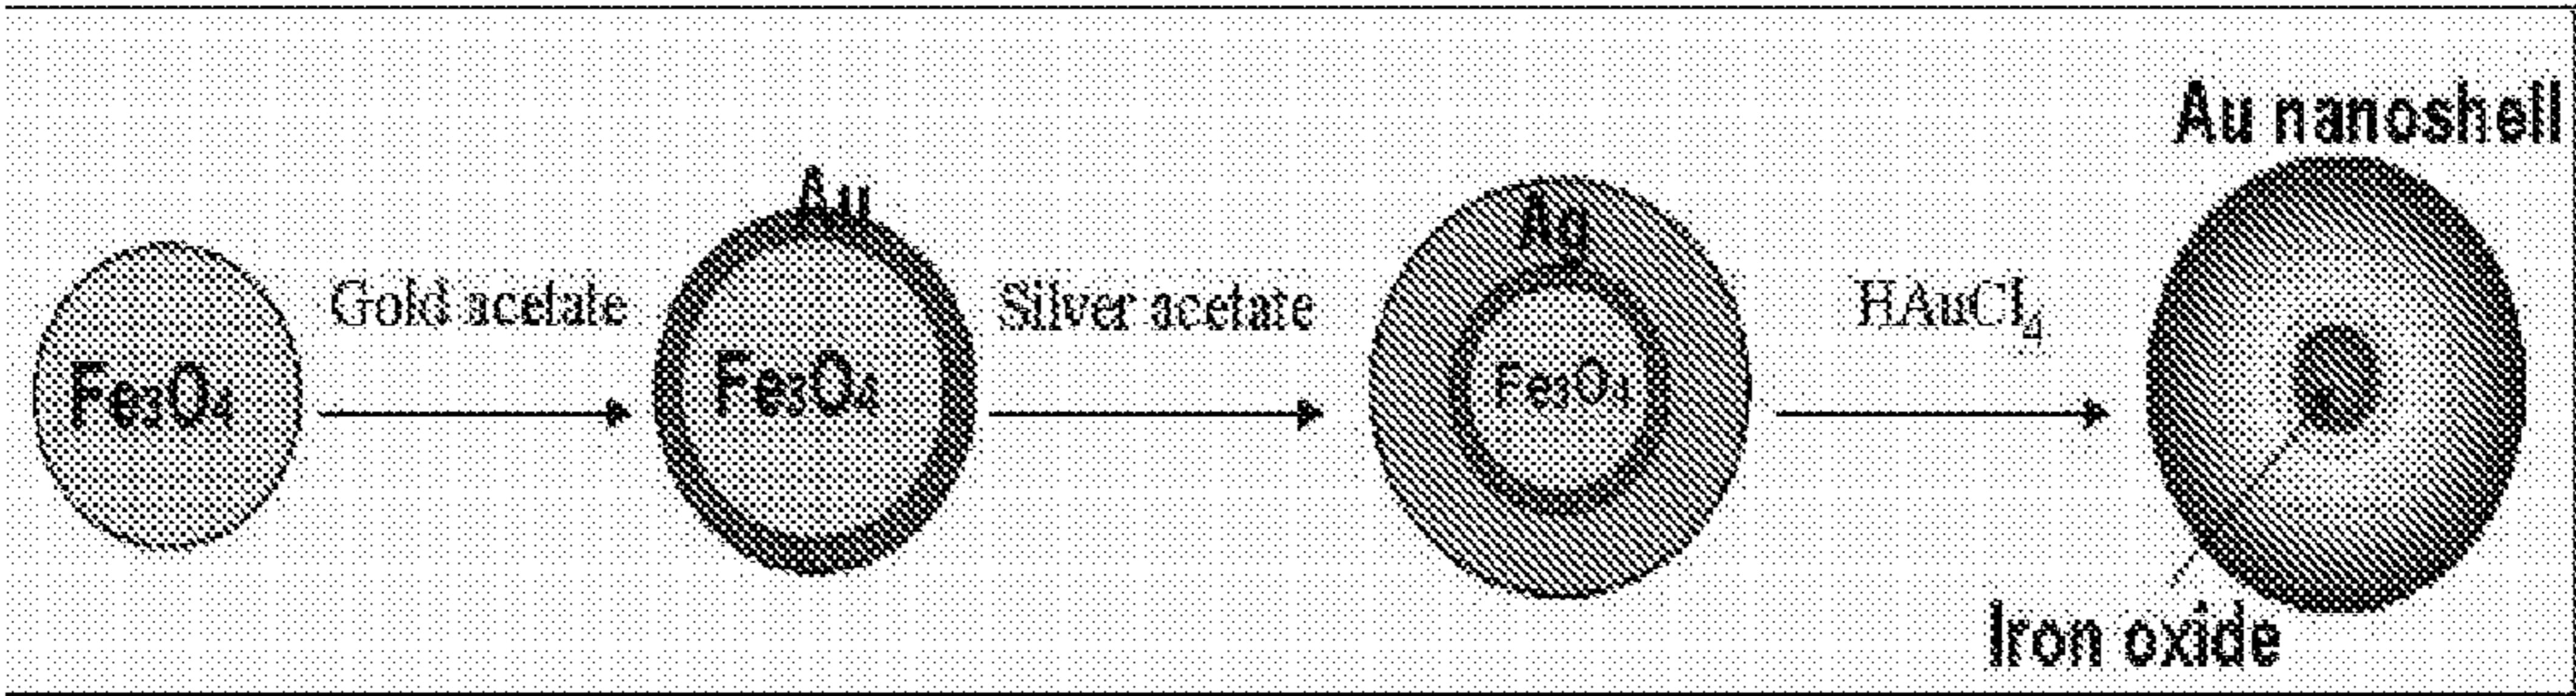 Fe₃O₄
Gold acetate
Au
Fe₃O₄
Silver acetate
Ag
Fe₃O₄
HAuCl₄
Au nanoshell
Iron oxide